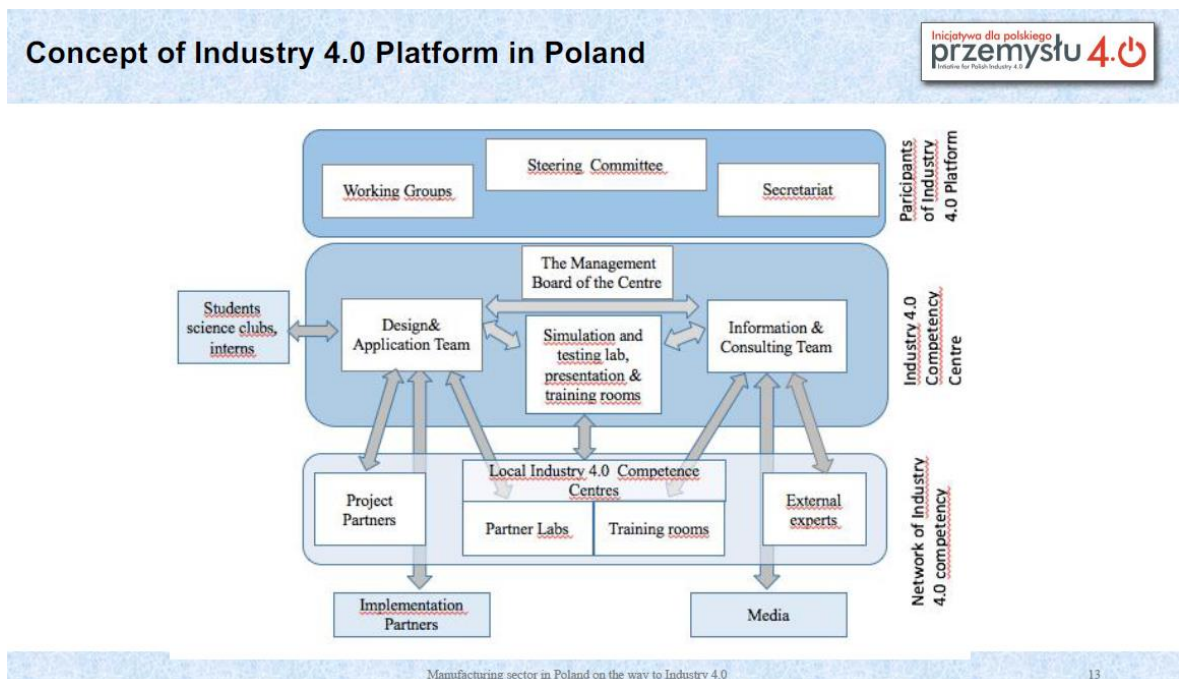 Concept of Industry 4.0 Platform in Poland
Inicjatywa dla polskiego
przemysłu 4.0
Initiative for Polish Industry 4.0
Steering Committee
Working Groups
Secretariat
Paricipants
of Industry
4.0 Platform
The Management
Board of the Centre
Students
science clubs,
interns
Design&
Application Team
Simulation and
testing lab,
presentation &
training rooms
Information &
Consulting Team
Industry 4.0
Competency
Centre
Local Industry 4.0 Competence
Centres
Project
Partners
Partner Labs
Training rooms
External
experts
Network of Industry
4.0 competency
Implementation
Partners
Media
Manufacturing sector in Poland on the way to Industry 4.0
13